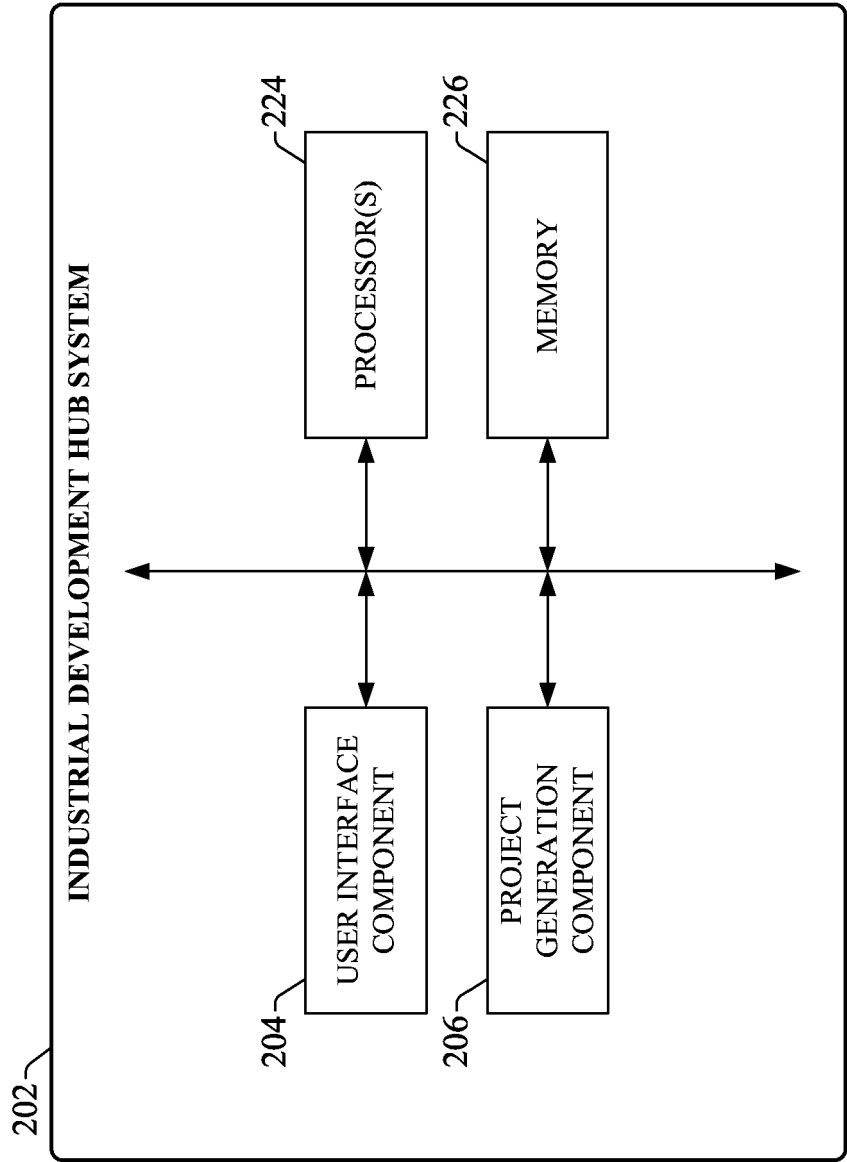 202
INDUSTRIAL DEVELOPMENT HUB SYSTEM
204
USER INTERFACE
COMPONENT
224
PROCESSOR(S)
206
PROJECT
GENERATION
COMPONENT
226
MEMORY